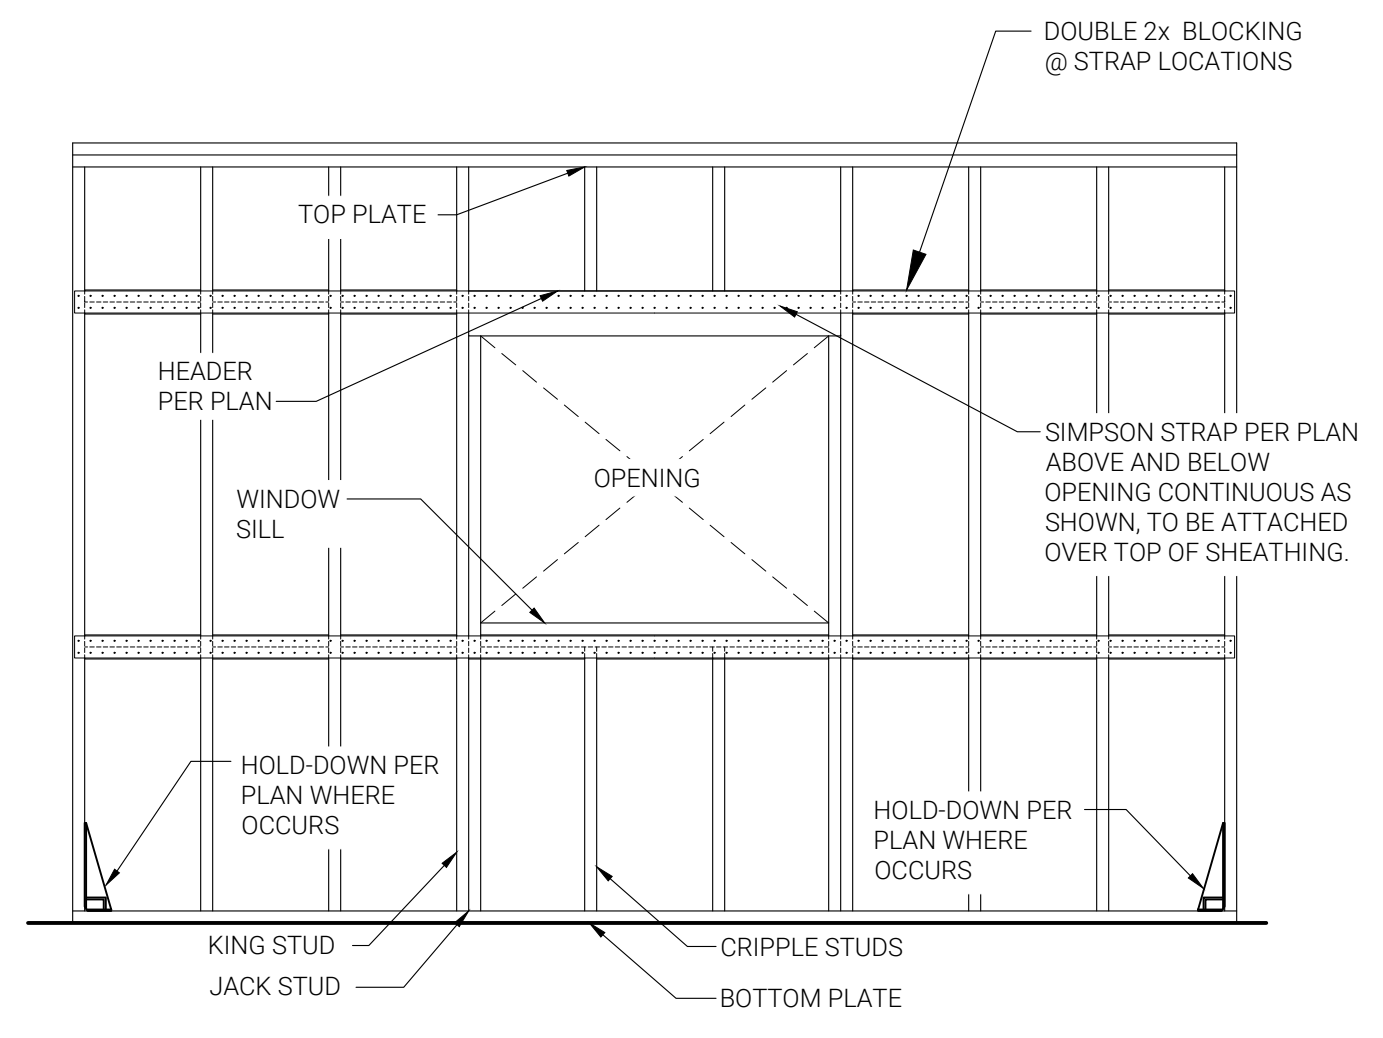 DOUBLE 2x BLOCKING
@ STRAP LOCATIONS
TOP PLATE
HEADER
PER PLAN
SIMPSON STRAP PER PLAN
ABOVE AND BELOW
OPENING CONTINUOUS AS
SHOWN, TO BE ATTACHED
OVER TOP OF SHEATHING.
OPENING
WINDOW
SILL
HOLD-DOWN PER
PLAN WHERE
OCCURS
HOLD-DOWN PER
PLAN WHERE
OCCURS
KING STUD
JACK STUD
CRIPPLE STUDS
BOTTOM PLATE